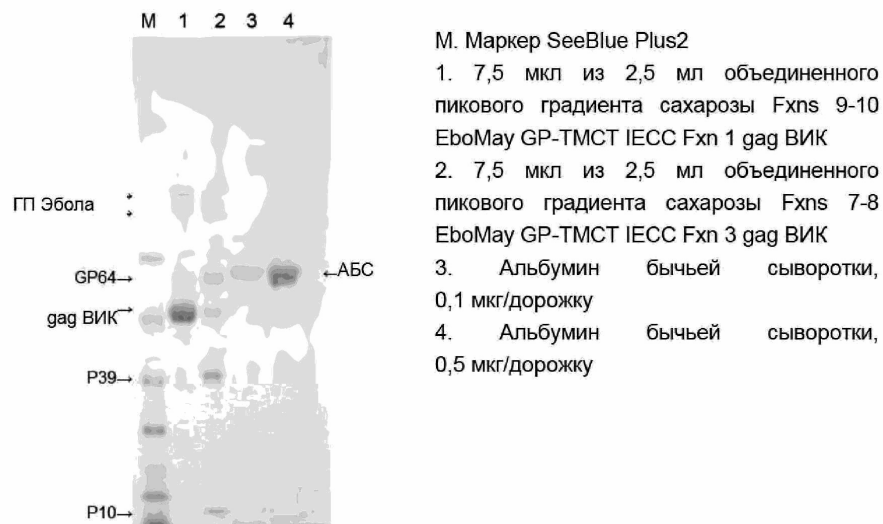 M 1 2 3 4
ГП Эбола
GP64→
←АБС
gag ВИК→
P39→
P10→
М. Маркер SeeBlue Plus2
1. 7,5 мкл из 2,5 мл объединенного
пикового градиента сахарозы Fxns 9-10
EboMay GP-TMCT IECC Fxn 1 gag ВИК
2. 7,5 мкл из 2,5 мл объединенного
пикового градиента сахарозы Fxns 7-8
EboMay GP-TMCT IECC Fxn 3 gag ВИК
3. Альбумин бычьей сыворотки,
0,1 мкг/дорожку
4. Альбумин бычьей сыворотки,
0,5 мкг/дорожку